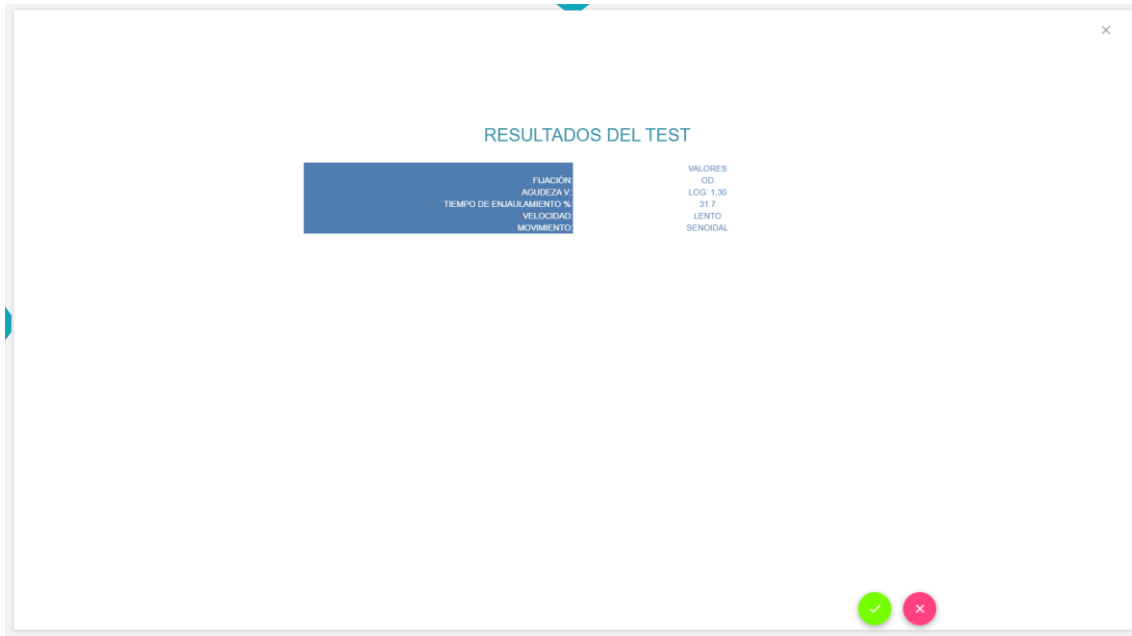 RESULTADOS DEL TEST
VALORES
FIJACIÓN: OD
AGUDEZA V.: LOG: 1,30
TIEMPO DE ENJAULAMIENTO %: 31.7
VELOCIDAD: LENTO
MOVIMIENTO: SENOIDAL